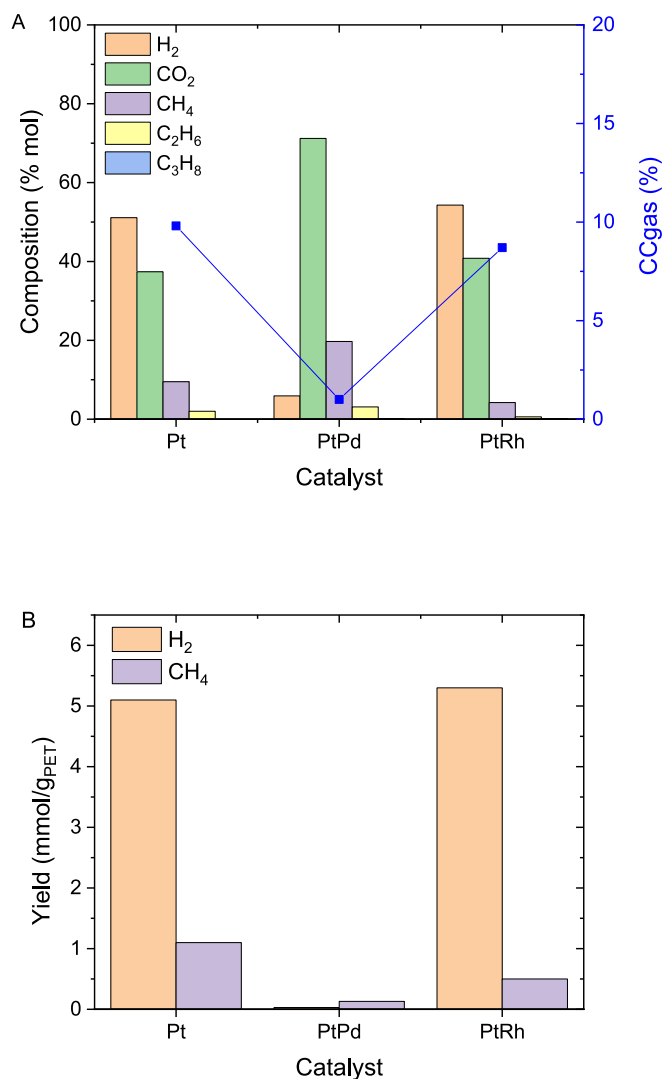 A
H₂
CO₂
CH₄
C₂H₆
C₃H₈
100
80
60
40
20
0
Composition (% mol)
20
15
10
5
0
CCgas (%)
Pt PtPd PtRh
Catalyst
B
H₂
CH₄
6
5
4
3
2
1
0
Yield (mmol/gPET)
Pt PtPd PtRh
Catalyst